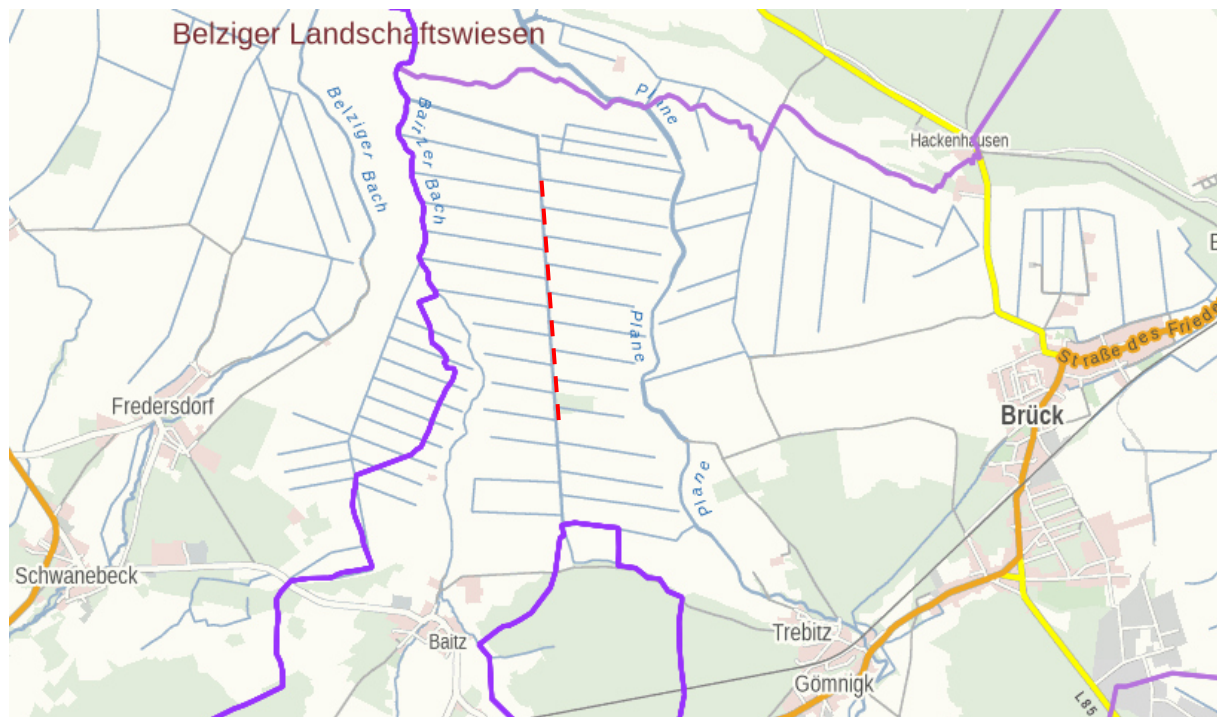 Belziger Landschaftswiesen
Plane
Belziger Bach
Baitzer Bach
Hackenhausen
Plane
Straße des Friede
Fredersdorf
Brück
Plane
Schwanebeck
Baitz
Trebitz
Gömnigk
L85